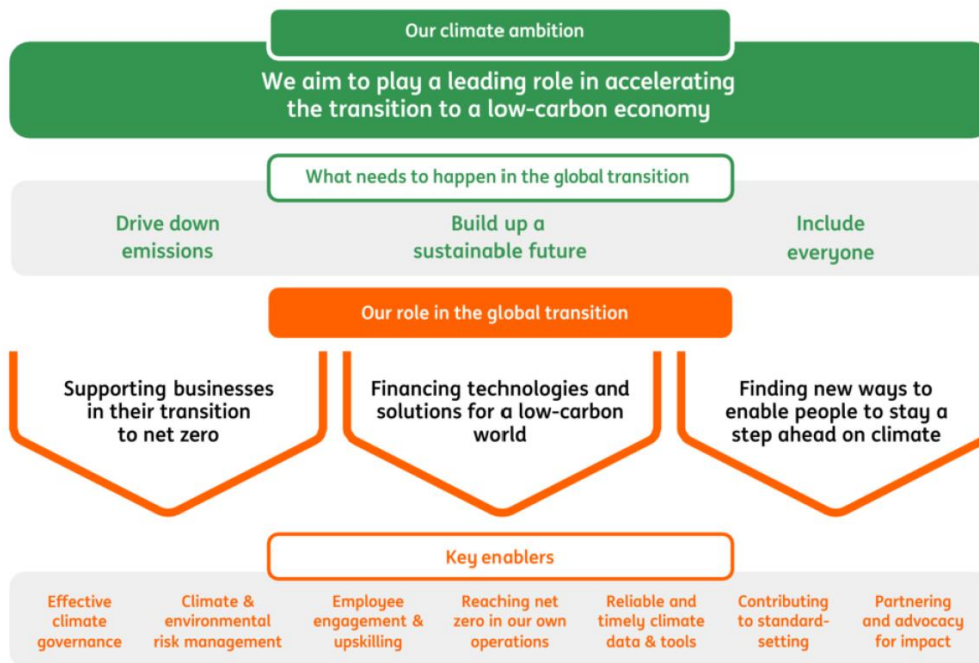 Our climate ambition
We aim to play a leading role in accelerating
the transition to a low-carbon economy
What needs to happen in the global transition
Drive down
emissions
Build up a
sustainable future
Include
everyone
Our role in the global transition
Supporting businesses
in their transition
to net zero
Financing technologies and
solutions for a low-carbon
world
Finding new ways to
enable people to stay a
step ahead on climate
Key enablers
Effective
climate
governance
Climate &
environmental
risk management
Employee
engagement &
upskilling
Reaching net
zero in our own
operations
Reliable and
timely climate
data & tools
Contributing
to standard-
setting
Partnering
and advocacy
for impact